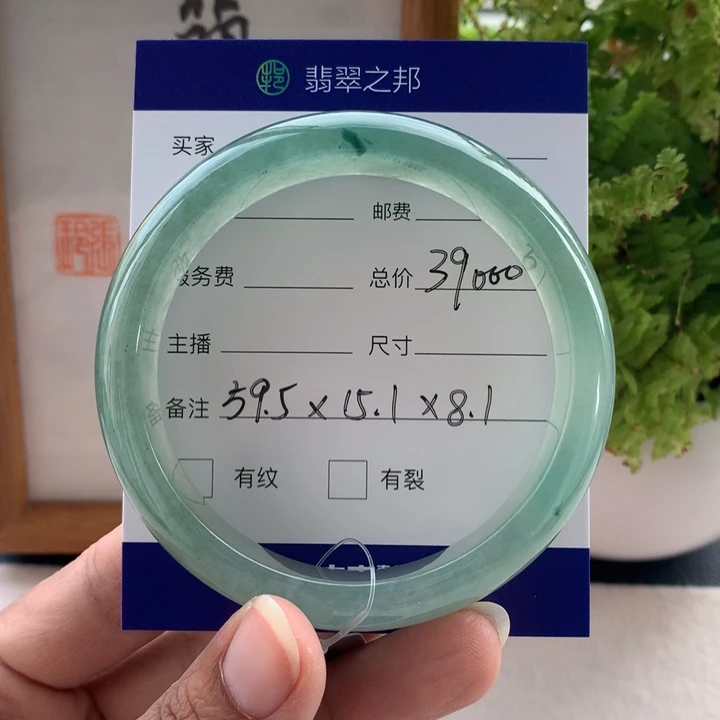 翡翠之邦
买家
邮费
服务费
总价 39000
主播
尺寸
备注 59.5 x 15.1 x 8.1
有纹
有裂